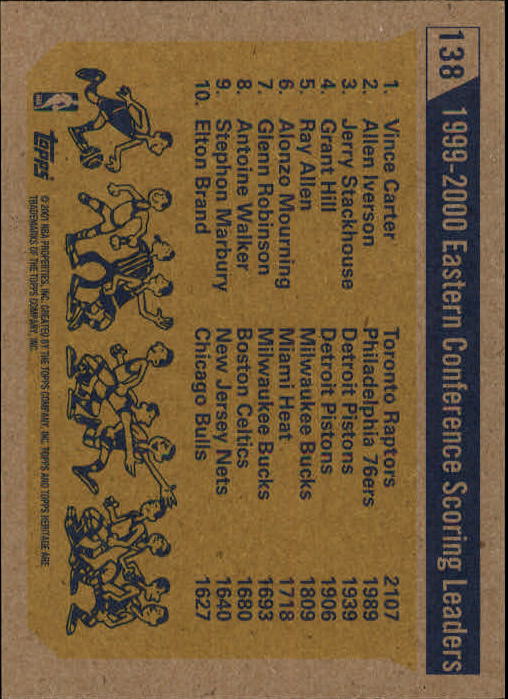 138 1999-2000 Eastern Conference Scoring Leaders
1. Vince Carter Toronto Raptors 2107
2. Allen Iverson Philadelphia 76ers 1989
3. Jerry Stackhouse Detroit Pistons 1939
4. Grant Hill Detroit Pistons 1906
5. Ray Allen Milwaukee Bucks 1809
6. Alonzo Mourning Miami Heat 1718
7. Glenn Robinson Milwaukee Bucks 1693
8. Antoine Walker Boston Celtics 1680
9. Stephon Marbury New Jersey Nets 1640
10. Elton Brand Chicago Bulls 1627
NBA
TOPPS
© 2001 NBA PROPERTIES, INC. CREATED BY THE TOPPS COMPANY, INC. TOPPS AND TOPPS HERITAGE ARE
TRADEMARKS OF THE TOPPS COMPANY, INC.